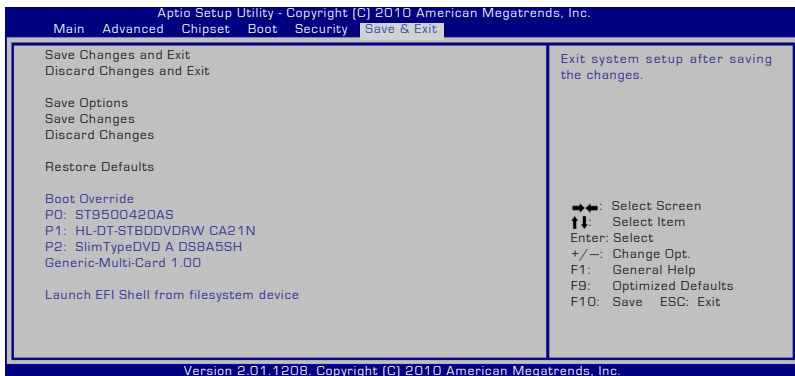 Aptio Setup Utility - Copyright (C) 2010 American Megatrends, Inc.
Main Advanced Chipset Boot Security Save & Exit
Save Changes and Exit
Discard Changes and Exit
Save Options
Save Changes
Discard Changes
Restore Defaults
Boot Override
P0: ST9500420AS
P1: HL-DT-STBDDVDRW CA21N
P2: SlimTypeDVD A DS8A5SH
Generic-Multi-Card 1.00
Launch EFI Shell from filesystem device
Exit system setup after saving
the changes.
→←: Select Screen
↑↓: Select Item
Enter: Select
+/—: Change Opt.
F1: General Help
F9: Optimized Defaults
F10: Save ESC: Exit
Version 2.01.1208. Copyright (C) 2010 American Megatrends, Inc.